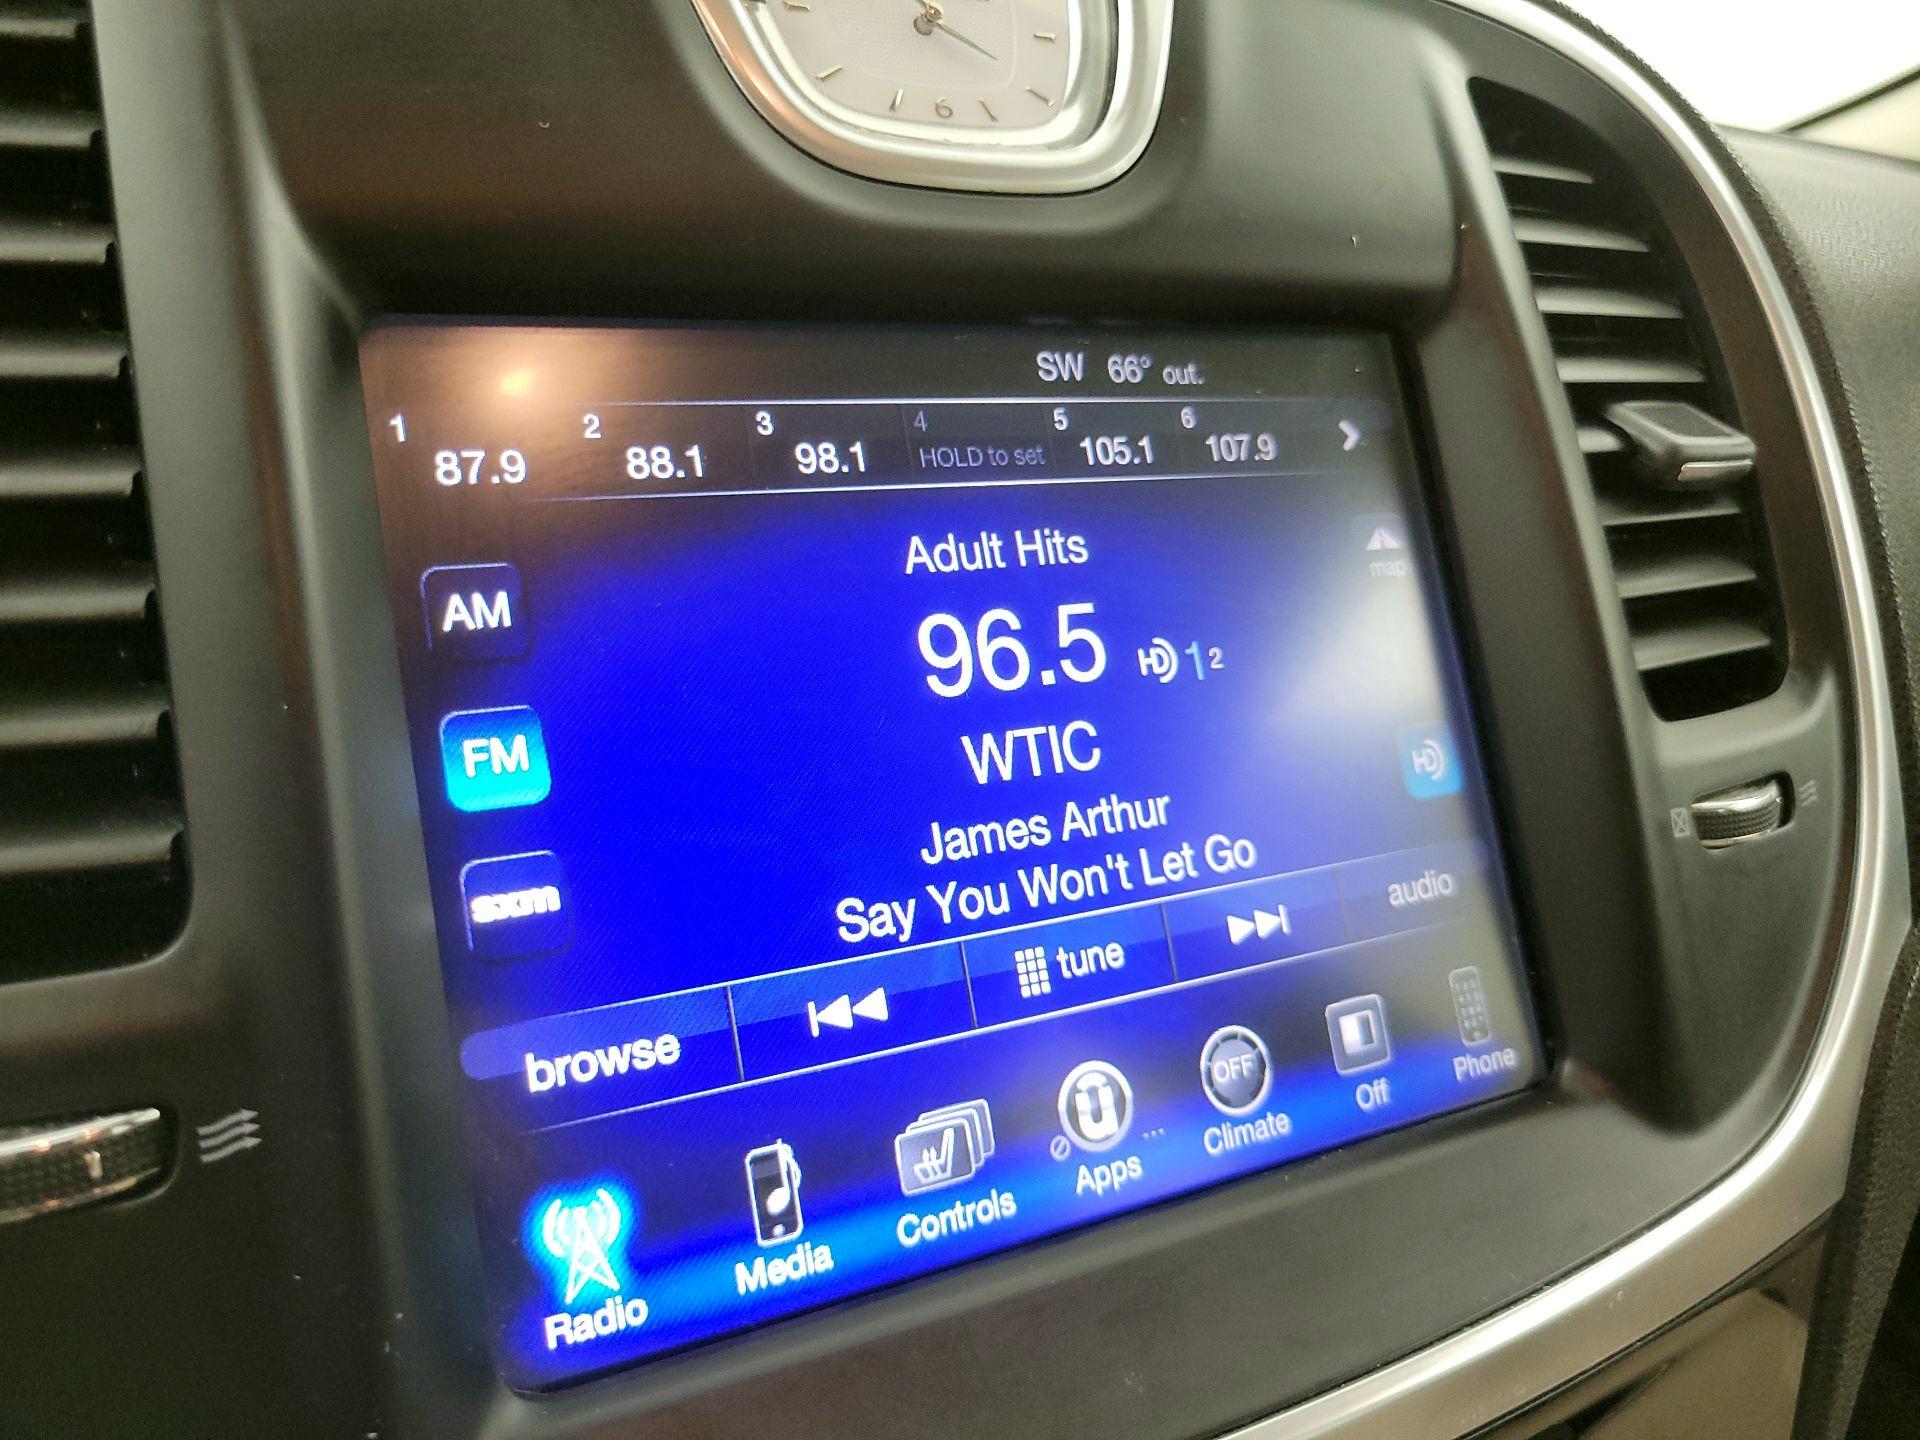 6
SW 66° out.
1 87.9 2 88.1 3 98.1 4 HOLD to set 5 105.1 6 107.9
Adult Hits
map
AM
96.5 HD 1 2
FM
WTIC
HD
James Arthur
sxm
Say You Won't Let Go
browse tune audio
OFF
Radio Media Controls Apps Climate Off Phone